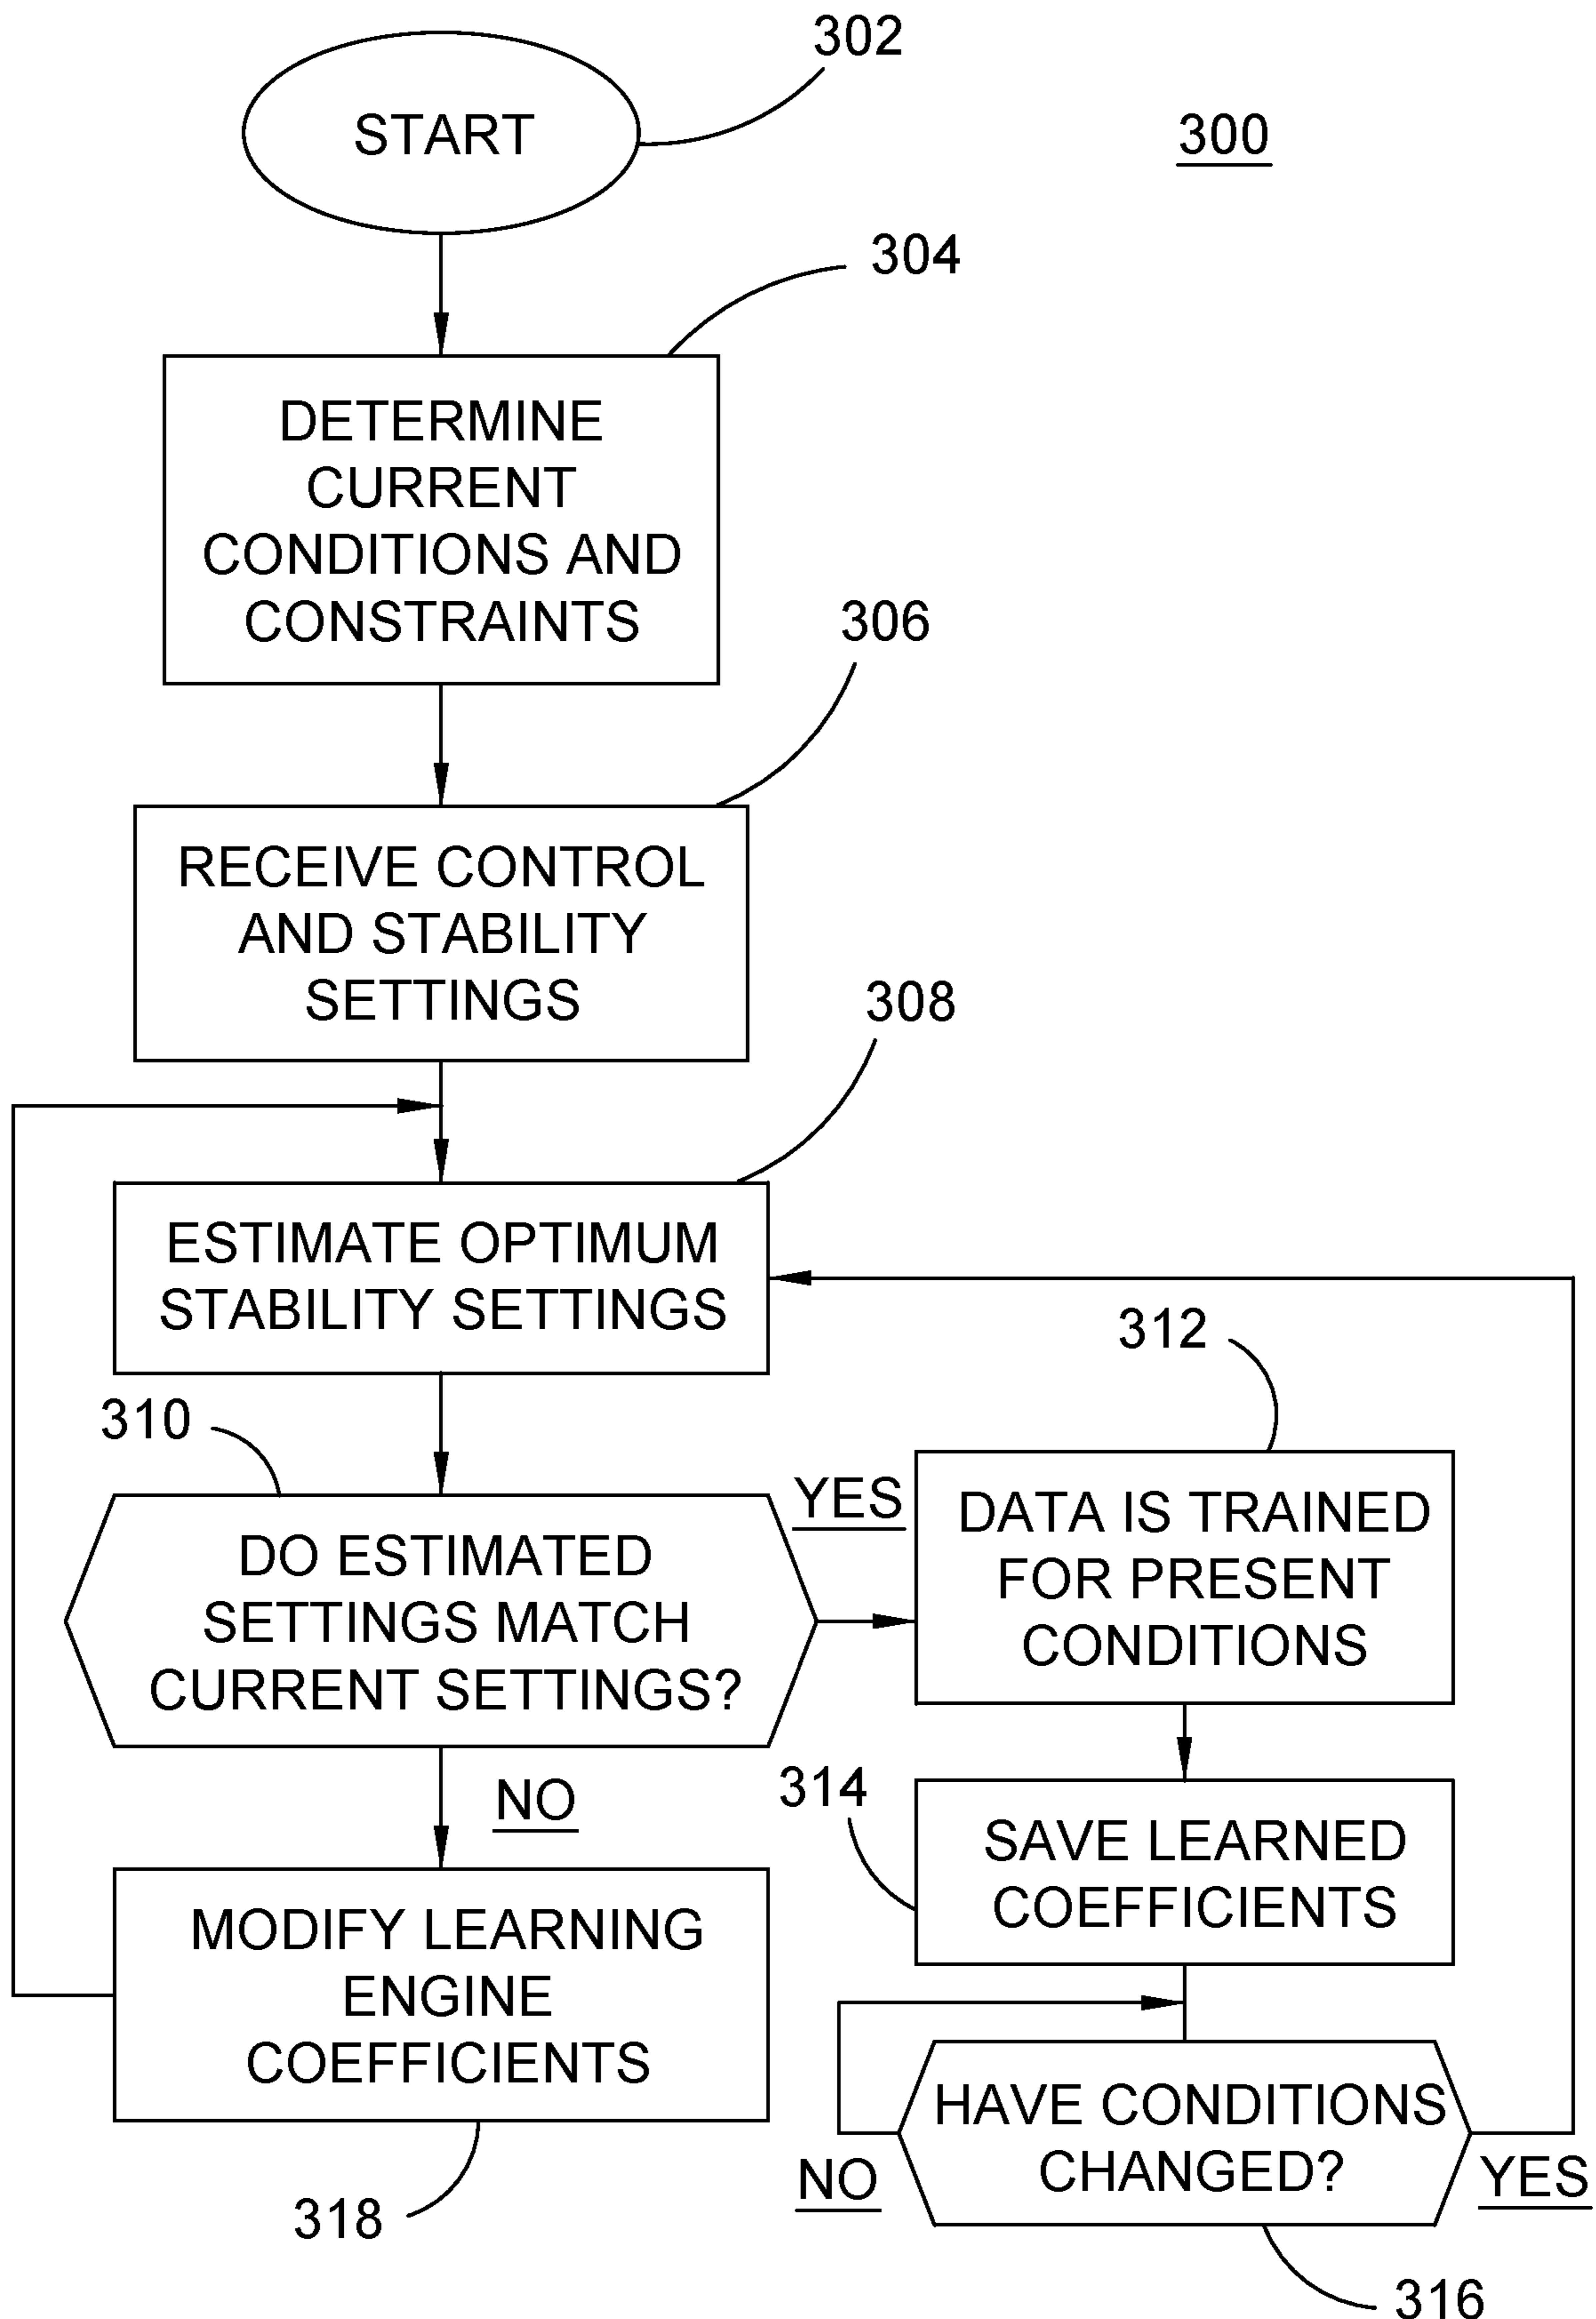 302
START
300
304
DETERMINE
CURRENT
CONDITIONS AND
CONSTRAINTS
306
RECEIVE CONTROL
AND STABILITY
SETTINGS
308
ESTIMATE OPTIMUM
STABILITY SETTINGS
310
DO ESTIMATED
SETTINGS MATCH
CURRENT SETTINGS?
YES
312
DATA IS TRAINED
FOR PRESENT
CONDITIONS
NO
314
SAVE LEARNED
COEFFICIENTS
MODIFY LEARNING
ENGINE
COEFFICIENTS
318
HAVE CONDITIONS
CHANGED?
NO
YES
316